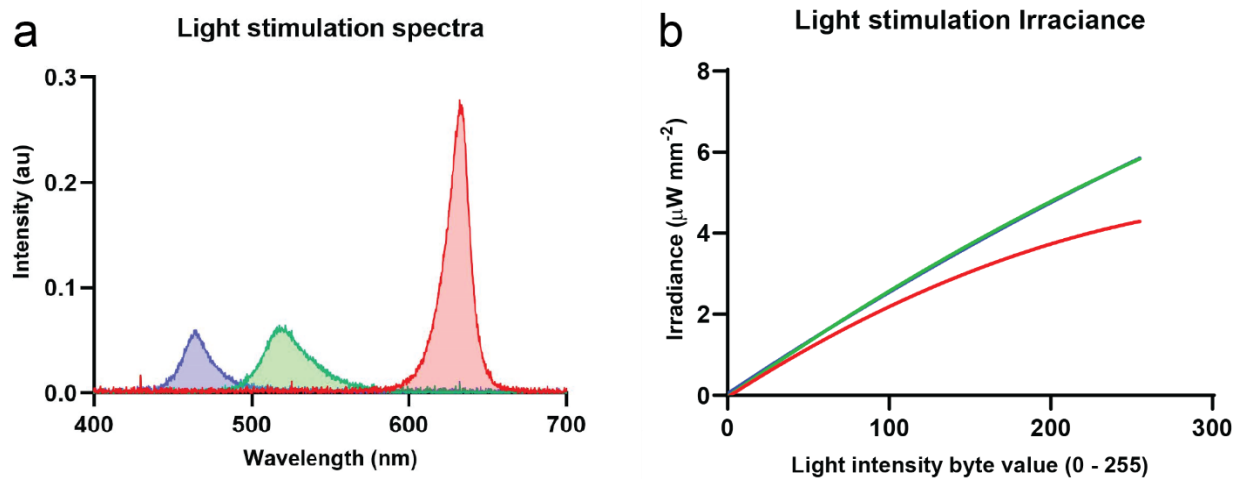 a
Light stimulation spectra
Intensity (au)
0.3
0.2
0.1
0.0
400 500 600 700
Wavelength (nm)
b
Light stimulation Irraciance
Irradiance (μW mm⁻²)
8
6
4
2
0
0 100 200 300
Light intensity byte value (0 - 255)